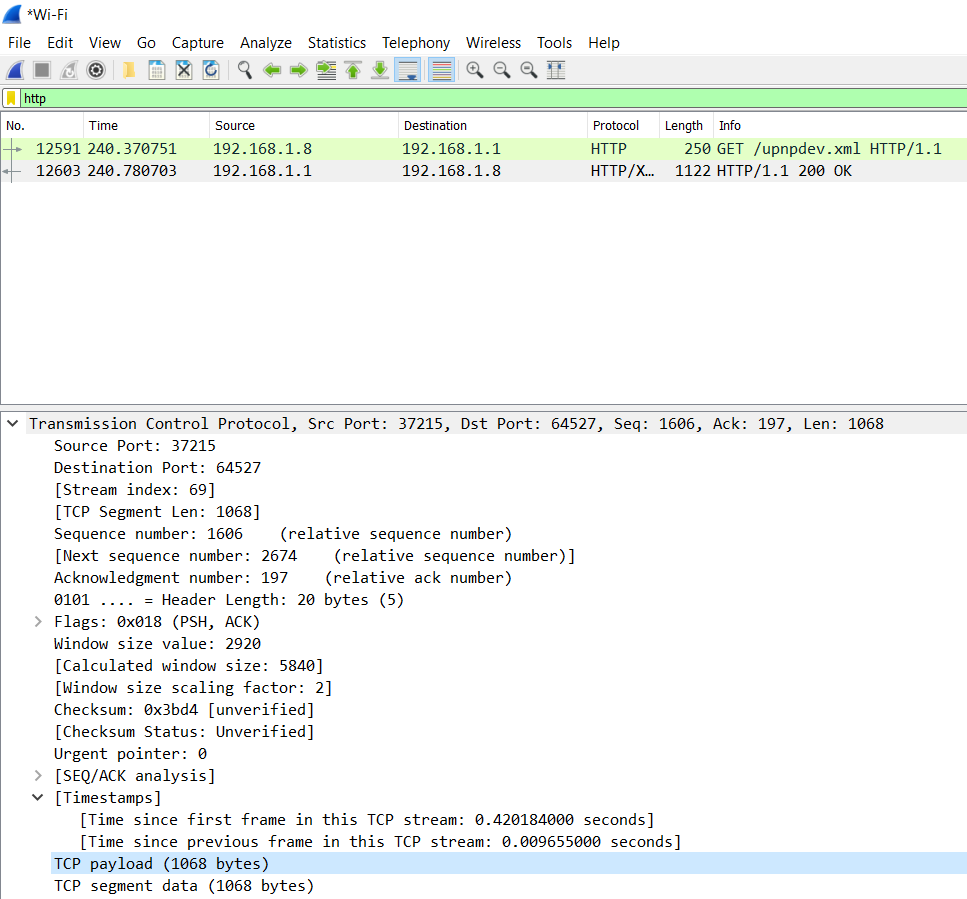 *Wi-Fi
File Edit View Go Capture Analyze Statistics Telephony Wireless Tools Help
http
No. Time Source Destination Protocol Length Info
12591 240.370751 192.168.1.8 192.168.1.1 HTTP 250 GET /upnpdev.xml HTTP/1.1
12603 240.780703 192.168.1.1 192.168.1.8 HTTP/X… 1122 HTTP/1.1 200 OK
Transmission Control Protocol, Src Port: 37215, Dst Port: 64527, Seq: 1606, Ack: 197, Len: 1068
Source Port: 37215
Destination Port: 64527
[Stream index: 69]
[TCP Segment Len: 1068]
Sequence number: 1606    (relative sequence number)
[Next sequence number: 2674    (relative sequence number)]
Acknowledgment number: 197    (relative ack number)
0101 .... = Header Length: 20 bytes (5)
Flags: 0x018 (PSH, ACK)
Window size value: 2920
[Calculated window size: 5840]
[Window size scaling factor: 2]
Checksum: 0x3bd4 [unverified]
[Checksum Status: Unverified]
Urgent pointer: 0
[SEQ/ACK analysis]
[Timestamps]
[Time since first frame in this TCP stream: 0.420184000 seconds]
[Time since previous frame in this TCP stream: 0.009655000 seconds]
TCP payload (1068 bytes)
TCP segment data (1068 bytes)